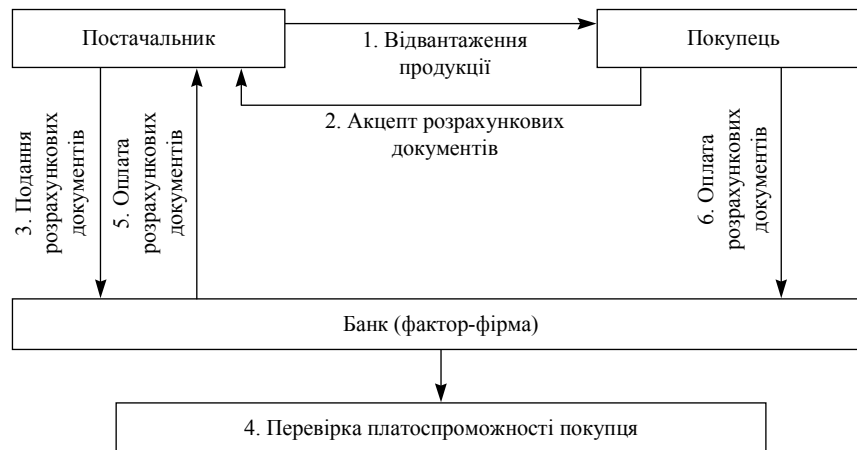 Постачальник
1. Відвантаження
продукції
Покупець
2. Акцепт розрахункових
документів
3. Подання
розрахункових
документів
5. Оплата
розрахункових
документів
6. Оплата
розрахункових
документів
Банк (фактор-фірма)
4. Перевірка платоспроможності покупця